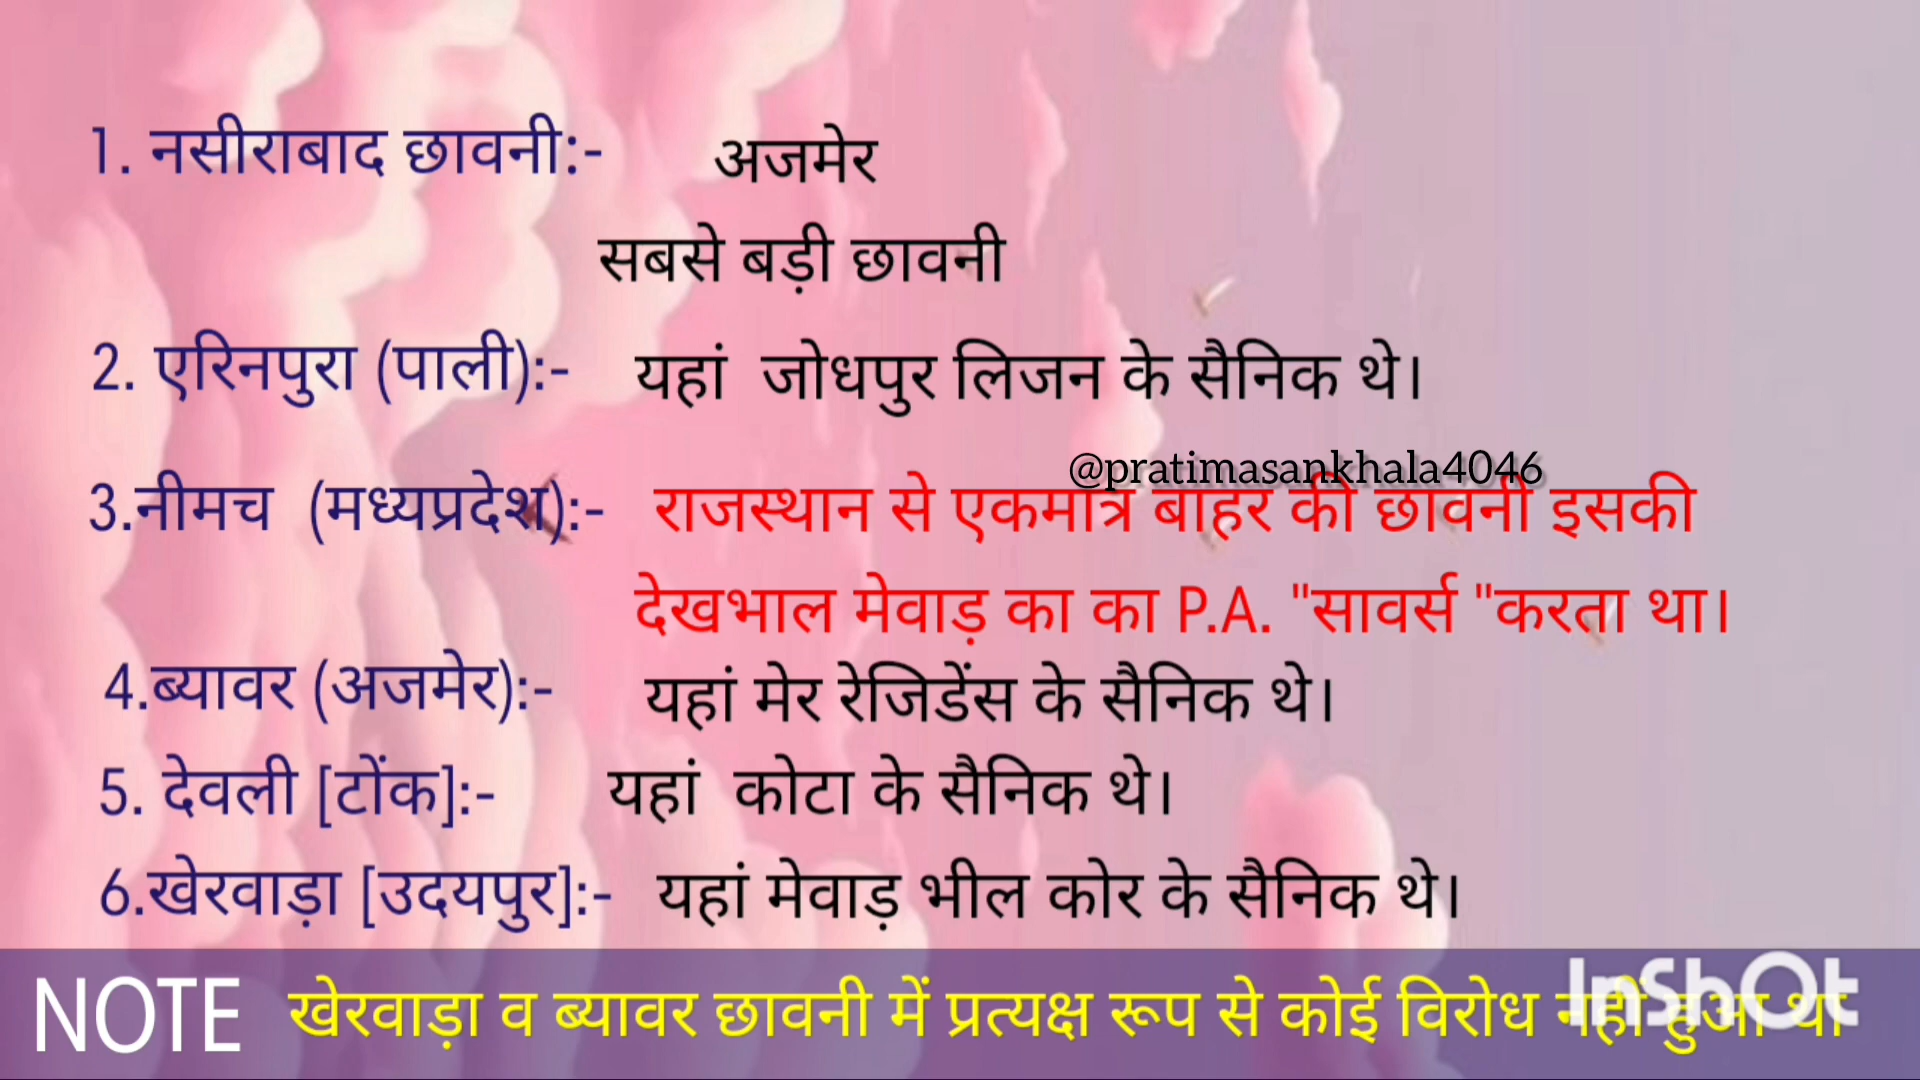 1. नसीराबाद छावनी:- अजमेर
सबसे बड़ी छावनी
2. एरिनपुरा (पाली):- यहां जोधपुर लिजन के सैनिक थे।
@pratimasankhala4046
3.नीमच (मध्यप्रदेश):- राजस्थान से एकमात्र बाहर की छावनी इसकी
देखभाल मेवाड़ का का P.A. "सावर्स "करता था।
4.ब्यावर (अजमेर):- यहां मेर रेजिडेंस के सैनिक थे।
5. देवली [टोंक]:- यहां कोटा के सैनिक थे।
6.खेरवाड़ा [उदयपुर]:- यहां मेवाड़ भील कोर के सैनिक थे।
NOTE खेरवाड़ा व ब्यावर छावनी में प्रत्यक्ष रूप से कोई विरोध नहीं हुआ था
InShOt